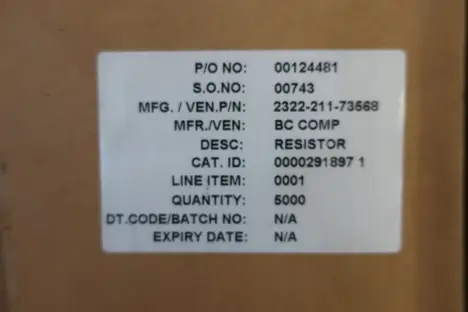 P/O NO: 00124481
S.O.NO: 00743
MFG. / VEN.P/N: 2322-211-73568
MFR./VEN: BC COMP
DESC: RESISTOR
CAT. ID: 0000291897 1
LINE ITEM: 0001
QUANTITY: 5000
DT.CODE/BATCH NO: N/A
EXPIRY DATE: N/A